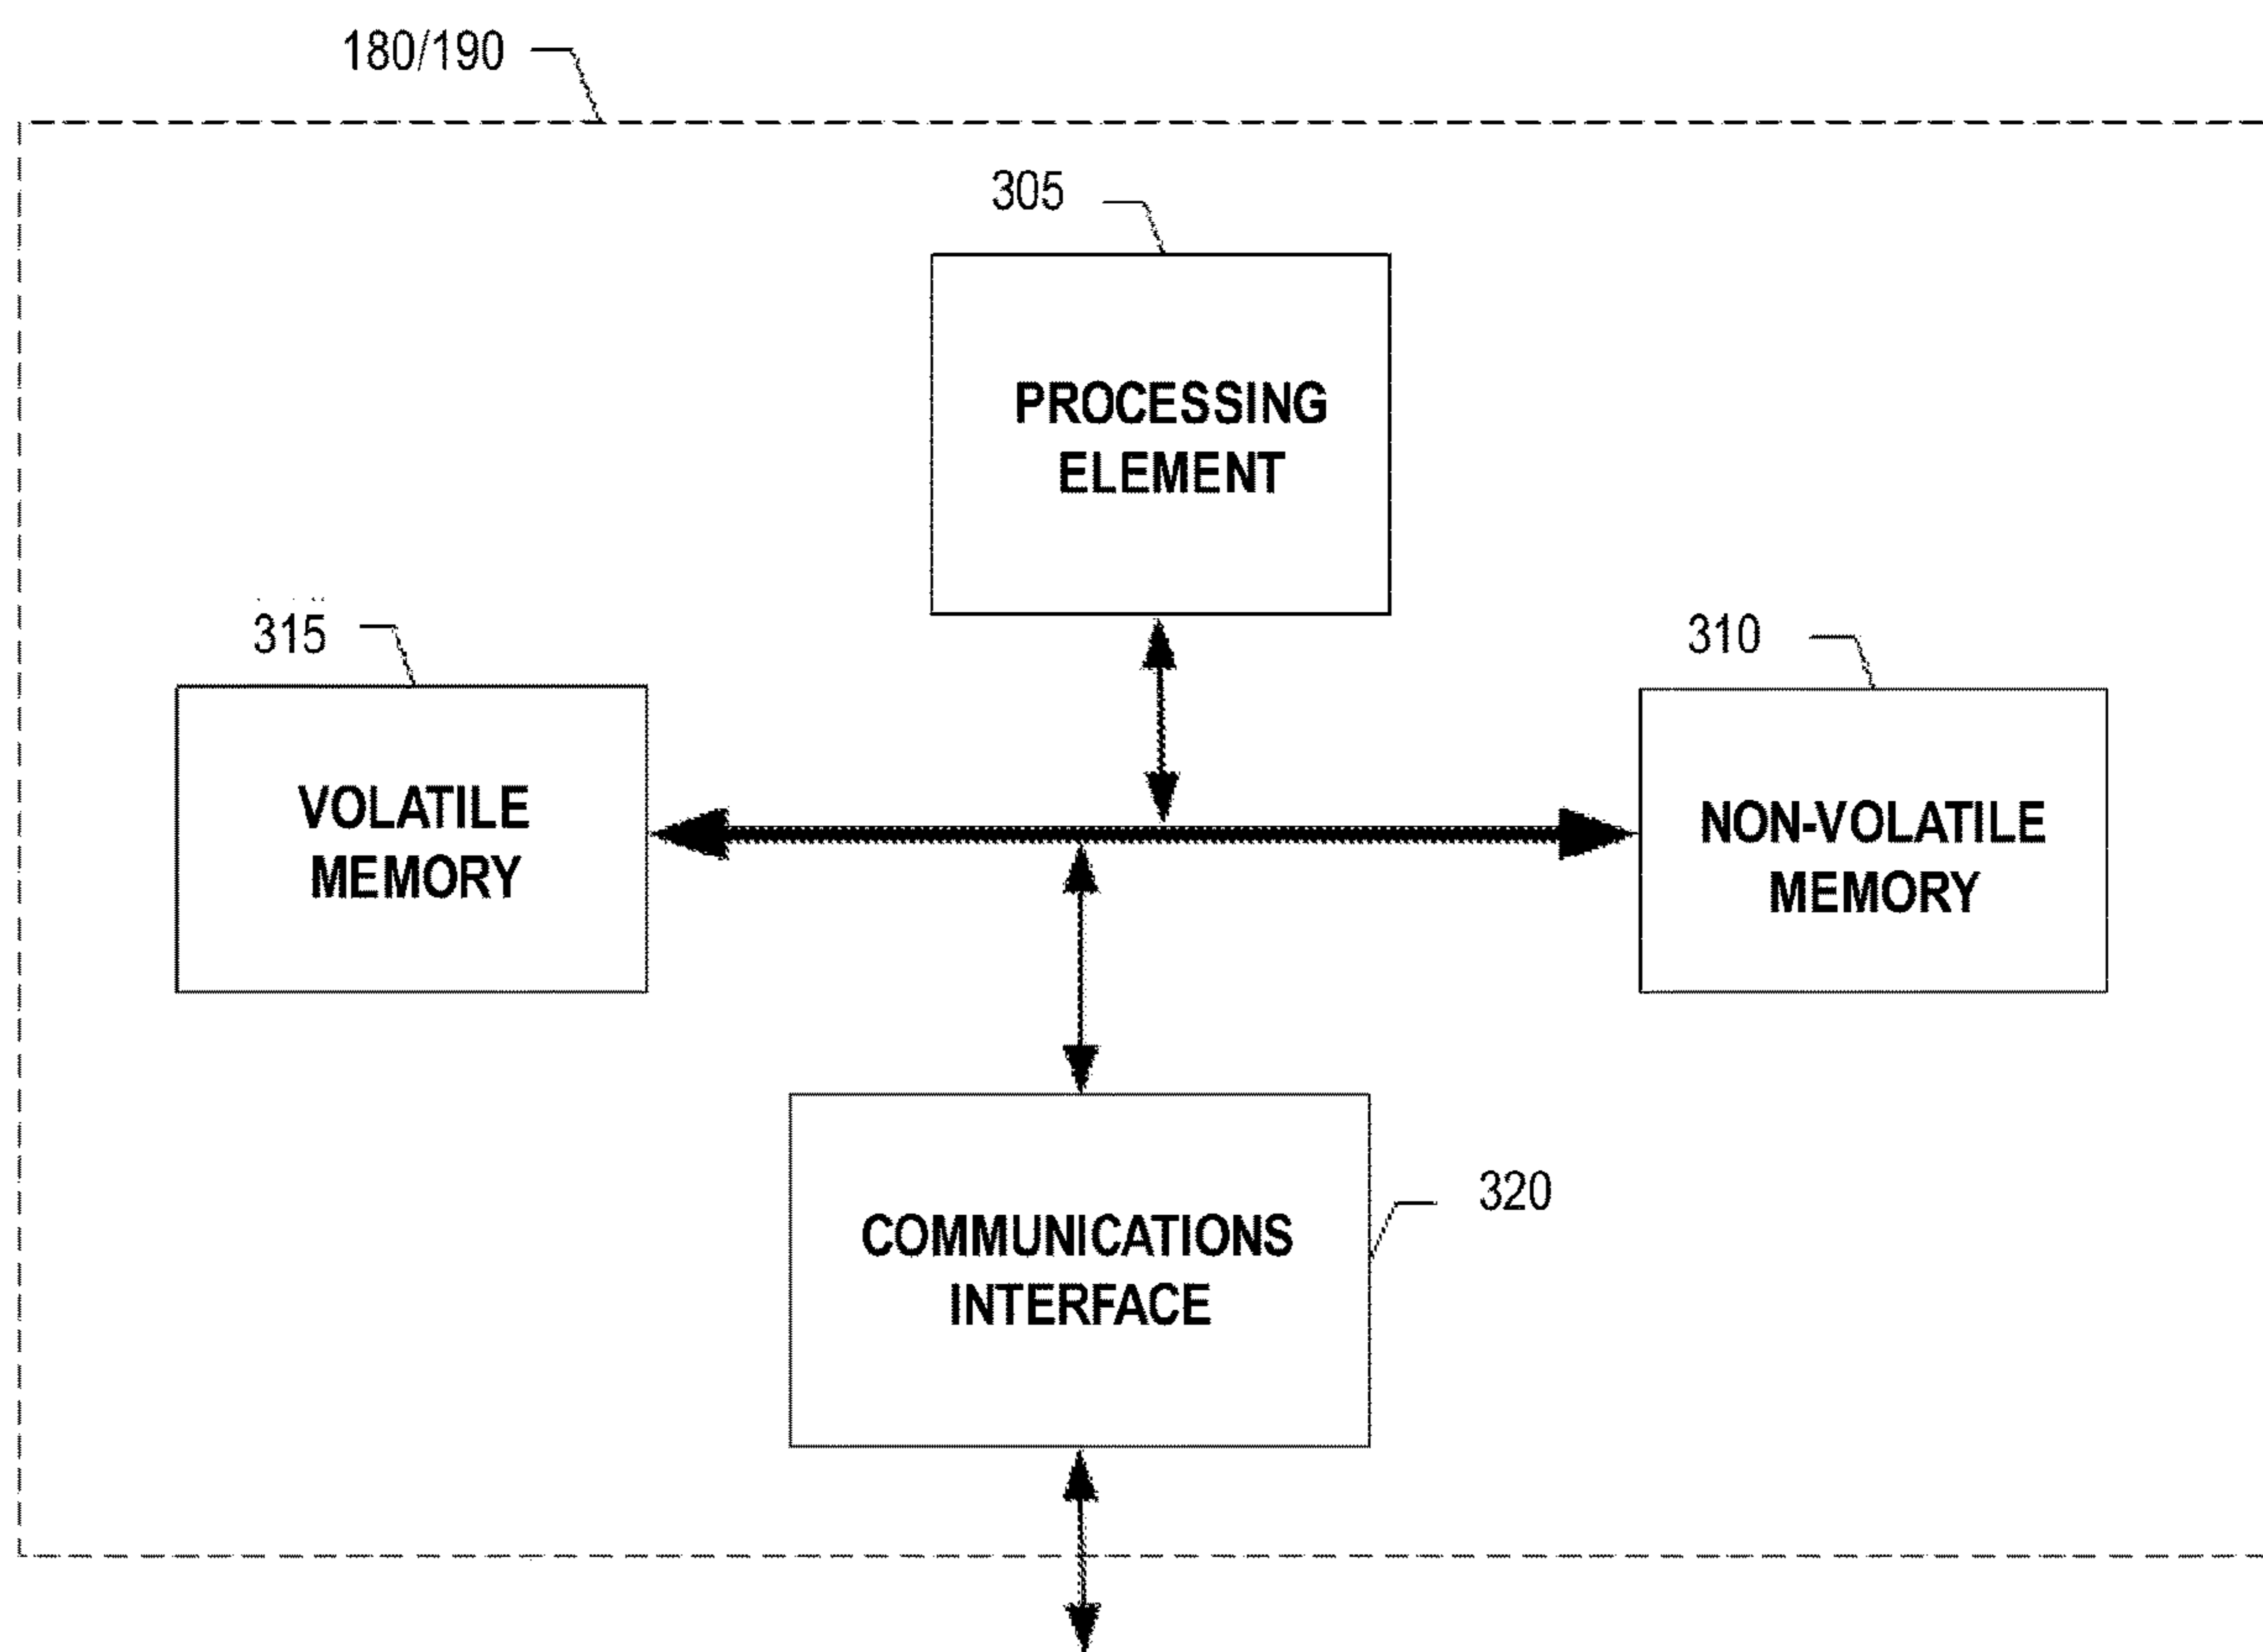 180/190
305
PROCESSING
ELEMENT
315
310
VOLATILE
MEMORY
NON-VOLATILE
MEMORY
320
COMMUNICATIONS
INTERFACE